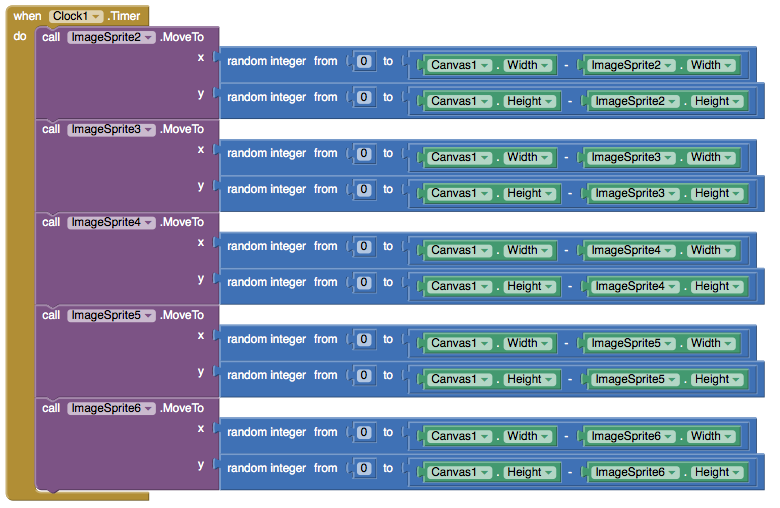 when Clock1 .Timer
do call ImageSprite2 .MoveTo
x random integer from 0 to Canvas1 . Width - ImageSprite2 . Width
y random integer from 0 to Canvas1 . Height - ImageSprite2 . Height
call ImageSprite3 .MoveTo
x random integer from 0 to Canvas1 . Width - ImageSprite3 . Width
y random integer from 0 to Canvas1 . Height - ImageSprite3 . Height
call ImageSprite4 .MoveTo
x random integer from 0 to Canvas1 . Width - ImageSprite4 . Width
y random integer from 0 to Canvas1 . Height - ImageSprite4 . Height
call ImageSprite5 .MoveTo
x random integer from 0 to Canvas1 . Width - ImageSprite5 . Width
y random integer from 0 to Canvas1 . Height - ImageSprite5 . Height
call ImageSprite6 .MoveTo
x random integer from 0 to Canvas1 . Width - ImageSprite6 . Width
y random integer from 0 to Canvas1 . Height - ImageSprite6 . Height